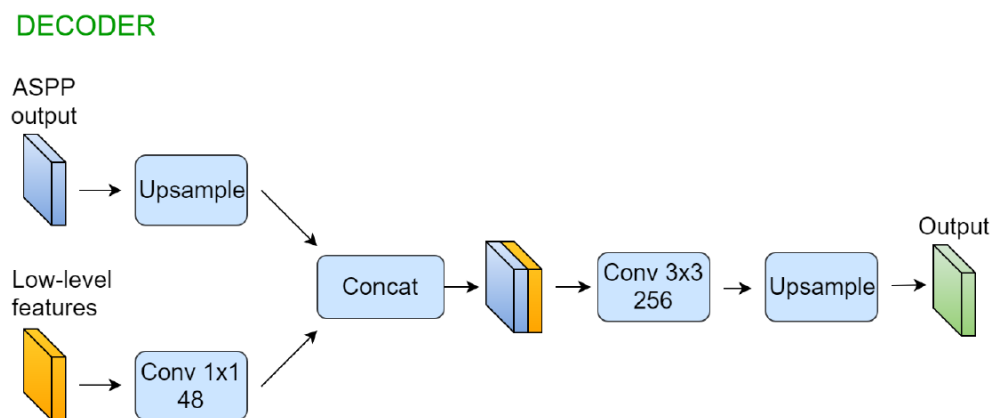 DECODER
ASPP
output
Upsample
Low-level
features
Conv 1x1
48
Concat
Conv 3x3
256
Upsample
Output